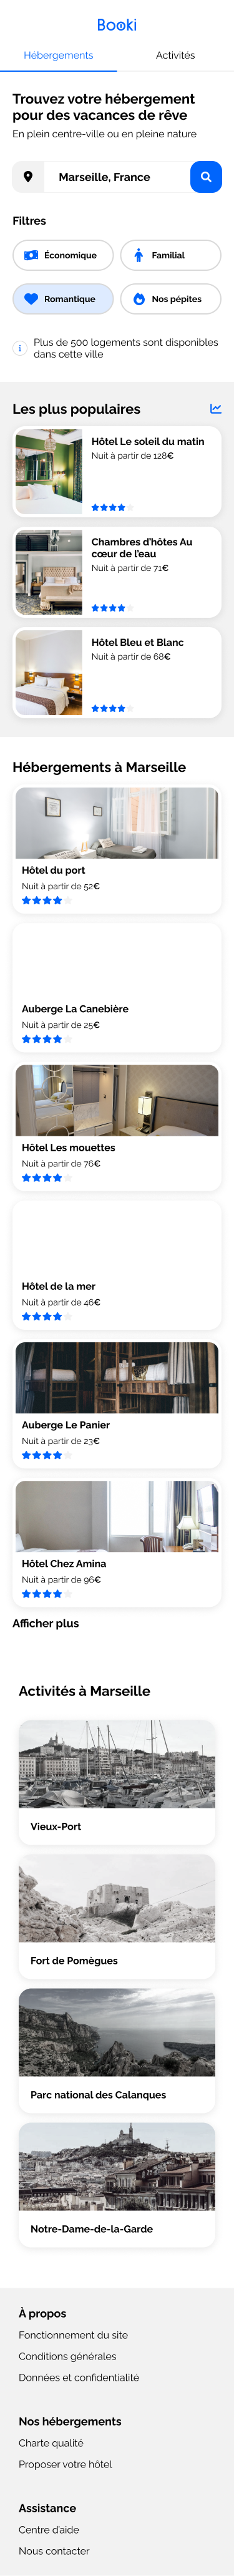 Booki
Hébergements
Activités
Trouvez votre hébergement
pour des vacances de rêve
En plein centre-ville ou en pleine nature
Marseille, France
Filtres
Économique
Familial
Romantique
Nos pépites
Plus de 500 logements sont disponibles
dans cette ville
Les plus populaires
Hôtel Le soleil du matin
Nuit à partir de 128€
Chambres d'hôtes Au
cœur de l'eau
Nuit à partir de 71€
Hôtel Bleu et Blanc
Nuit à partir de 68€
Hébergements à Marseille
Hôtel du port
Nuit à partir de 52€
Auberge La Canebière
Nuit à partir de 25€
Hôtel Les mouettes
Nuit à partir de 76€
Hôtel de la mer
Nuit à partir de 46€
Auberge Le Panier
Nuit à partir de 23€
Hôtel Chez Amina
Nuit à partir de 96€
Afficher plus
Activités à Marseille
Vieux-Port
Fort de Pomègues
Parc national des Calanques
Notre-Dame-de-la-Garde
À propos
Fonctionnement du site
Conditions générales
Données et confidentialité
Nos hébergements
Charte qualité
Proposer votre hôtel
Assistance
Centre d'aide
Nous contacter